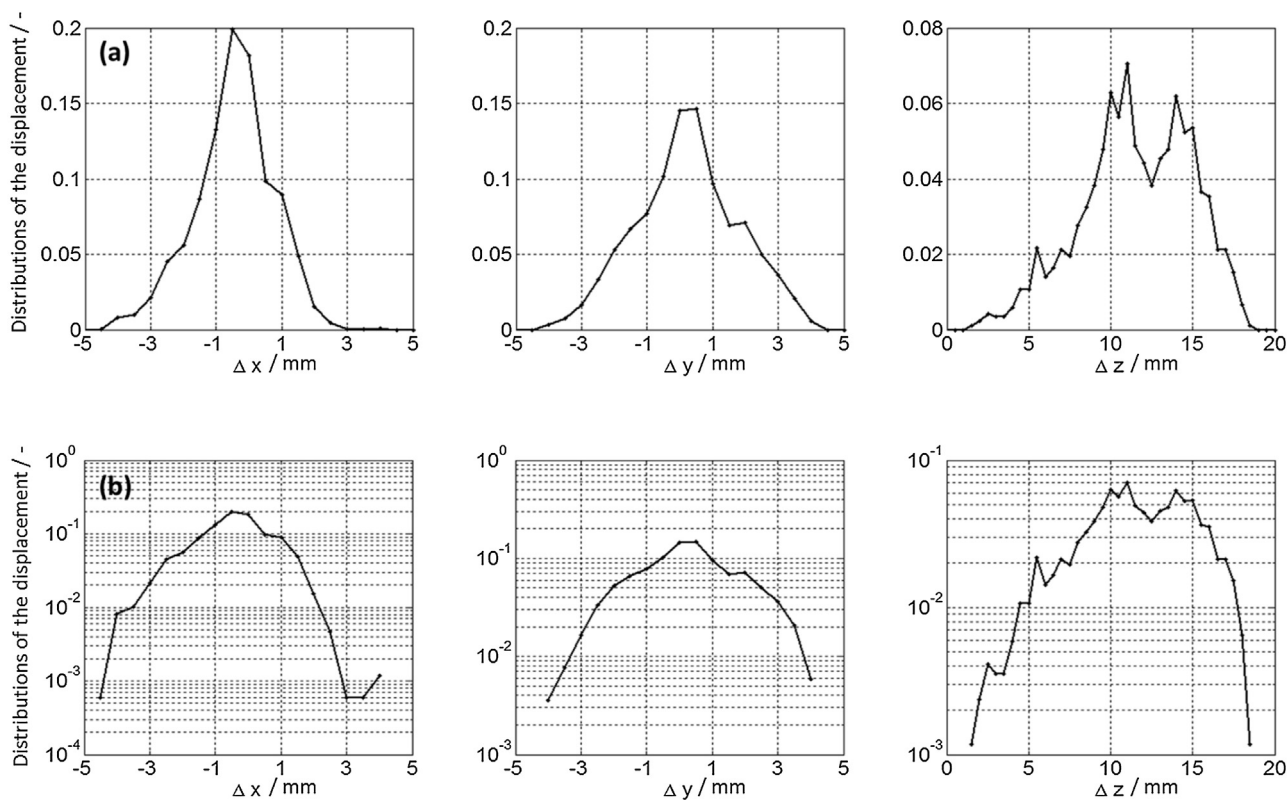 Distributions of the displacement / -
(a)
0.2
0.15
0.1
0.05
0
-5 -3 -1 1 3 5
Δ x / mm
0.2
0.15
0.1
0.05
0
-5 -3 -1 1 3 5
Δ y / mm
0.08
0.06
0.04
0.02
0
0 5 10 15 20
Δ z / mm
Distributions of the displacement / -
(b)
10^0
10^-1
10^-2
10^-3
10^-4
-5 -3 -1 1 3 5
Δ x / mm
10^0
10^-1
10^-2
10^-3
-5 -3 -1 1 3 5
Δ y / mm
10^-1
10^-2
10^-3
0 5 10 15 20
Δ z / mm